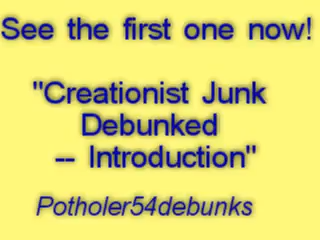 See the first one now!
"Creationist Junk
Debunked
-- Introduction"
Potholer54debunks